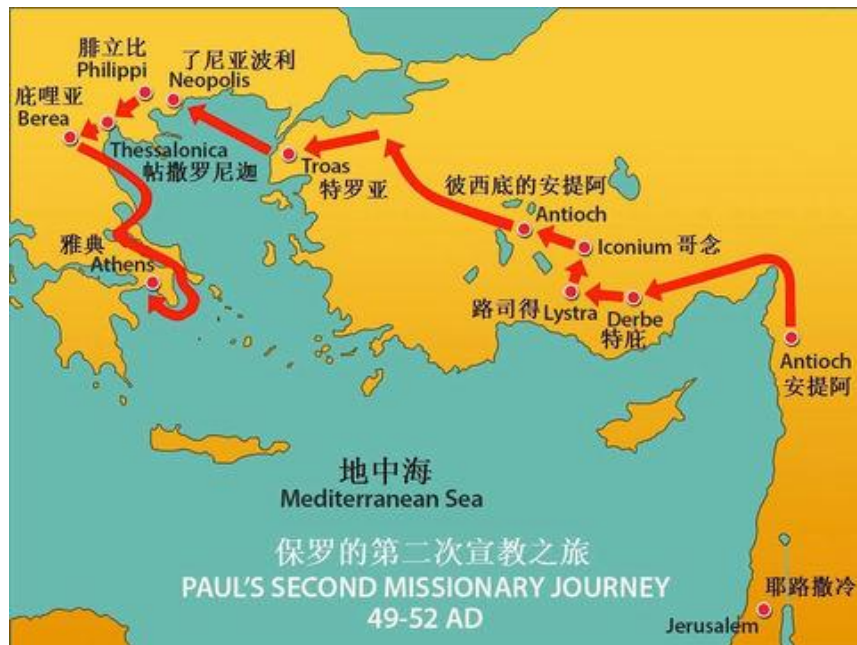 腓立比
Philippi
了尼亚波利
Neopolis
庇哩亚
Berea
Thessalonica
帖撒罗尼迦
Troas
特罗亚
彼西底的安提阿
Antioch
Iconium 哥念
雅典
Athens
路司得 Lystra
Derbe
特庇
Antioch
安提阿
地中海
Mediterranean Sea
保罗的第二次宣教之旅
PAUL'S SECOND MISSIONARY JOURNEY
49-52 AD
耶路撒冷
Jerusalem